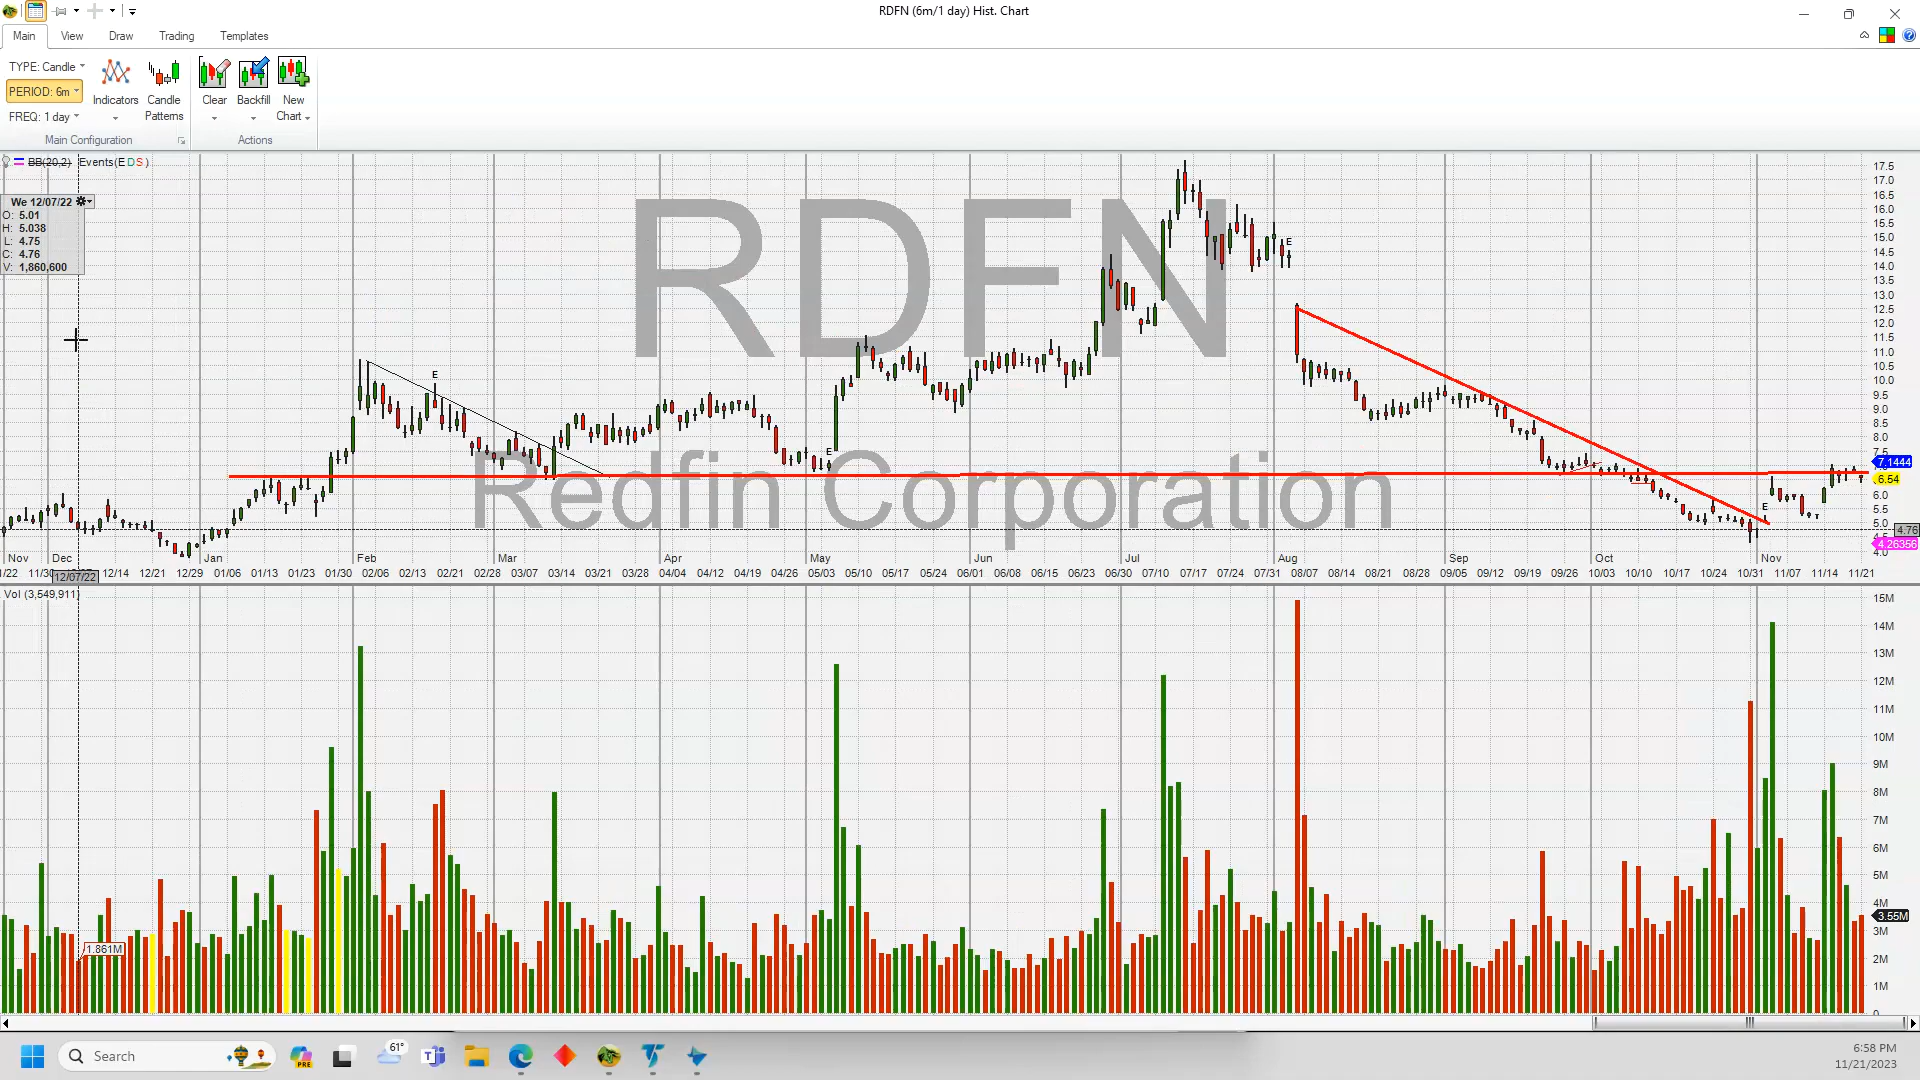 RDFN (6m/1 day) Hist. Chart
Main View Draw Trading Templates
TYPE: Candle
PERIOD: 6m
FREQ: 1 day
Indicators
Candle Patterns
Clear
Backfill
New Chart
Main Configuration
Actions
BB(20,2) Events(E D S)
We 12/07/22
O: 5.01
H: 5.038
L: 4.75
C: 4.76
V: 1,860,600
RDFN
Redfin Corporation
E
E
E
E
17.5
17.0
16.5
16.0
15.5
15.0
14.5
14.0
13.5
13.0
12.5
12.0
11.5
11.0
10.5
10.0
9.5
9.0
8.5
8.0
7.5
7.1444
6.54
6.0
5.5
5.0
4.76
4.26356
4.0
Nov Dec Jan Feb Mar Apr May Jun Jul Aug Sep Oct Nov
/22 11/30 12/07/22 12/14 12/21 12/29 01/06 01/13 01/23 01/30 02/06 02/13 02/21 02/28 03/07 03/14 03/21 03/28 04/04 04/12 04/19 04/26 05/03 05/10 05/17 05/24 06/01 06/08 06/15 06/23 06/30 07/10 07/17 07/24 07/31 08/07 08/14 08/21 08/28 09/05 09/12 09/19 09/26 10/03 10/10 10/17 10/24 10/31 11/07 11/14 11/21
Vol (3,549,911)
15M
14M
13M
12M
11M
10M
9M
8M
7M
6M
5M
4M
3.55M
3M
2M
1M
1.861M
Search
PRE
61°
6:58 PM
11/21/2023